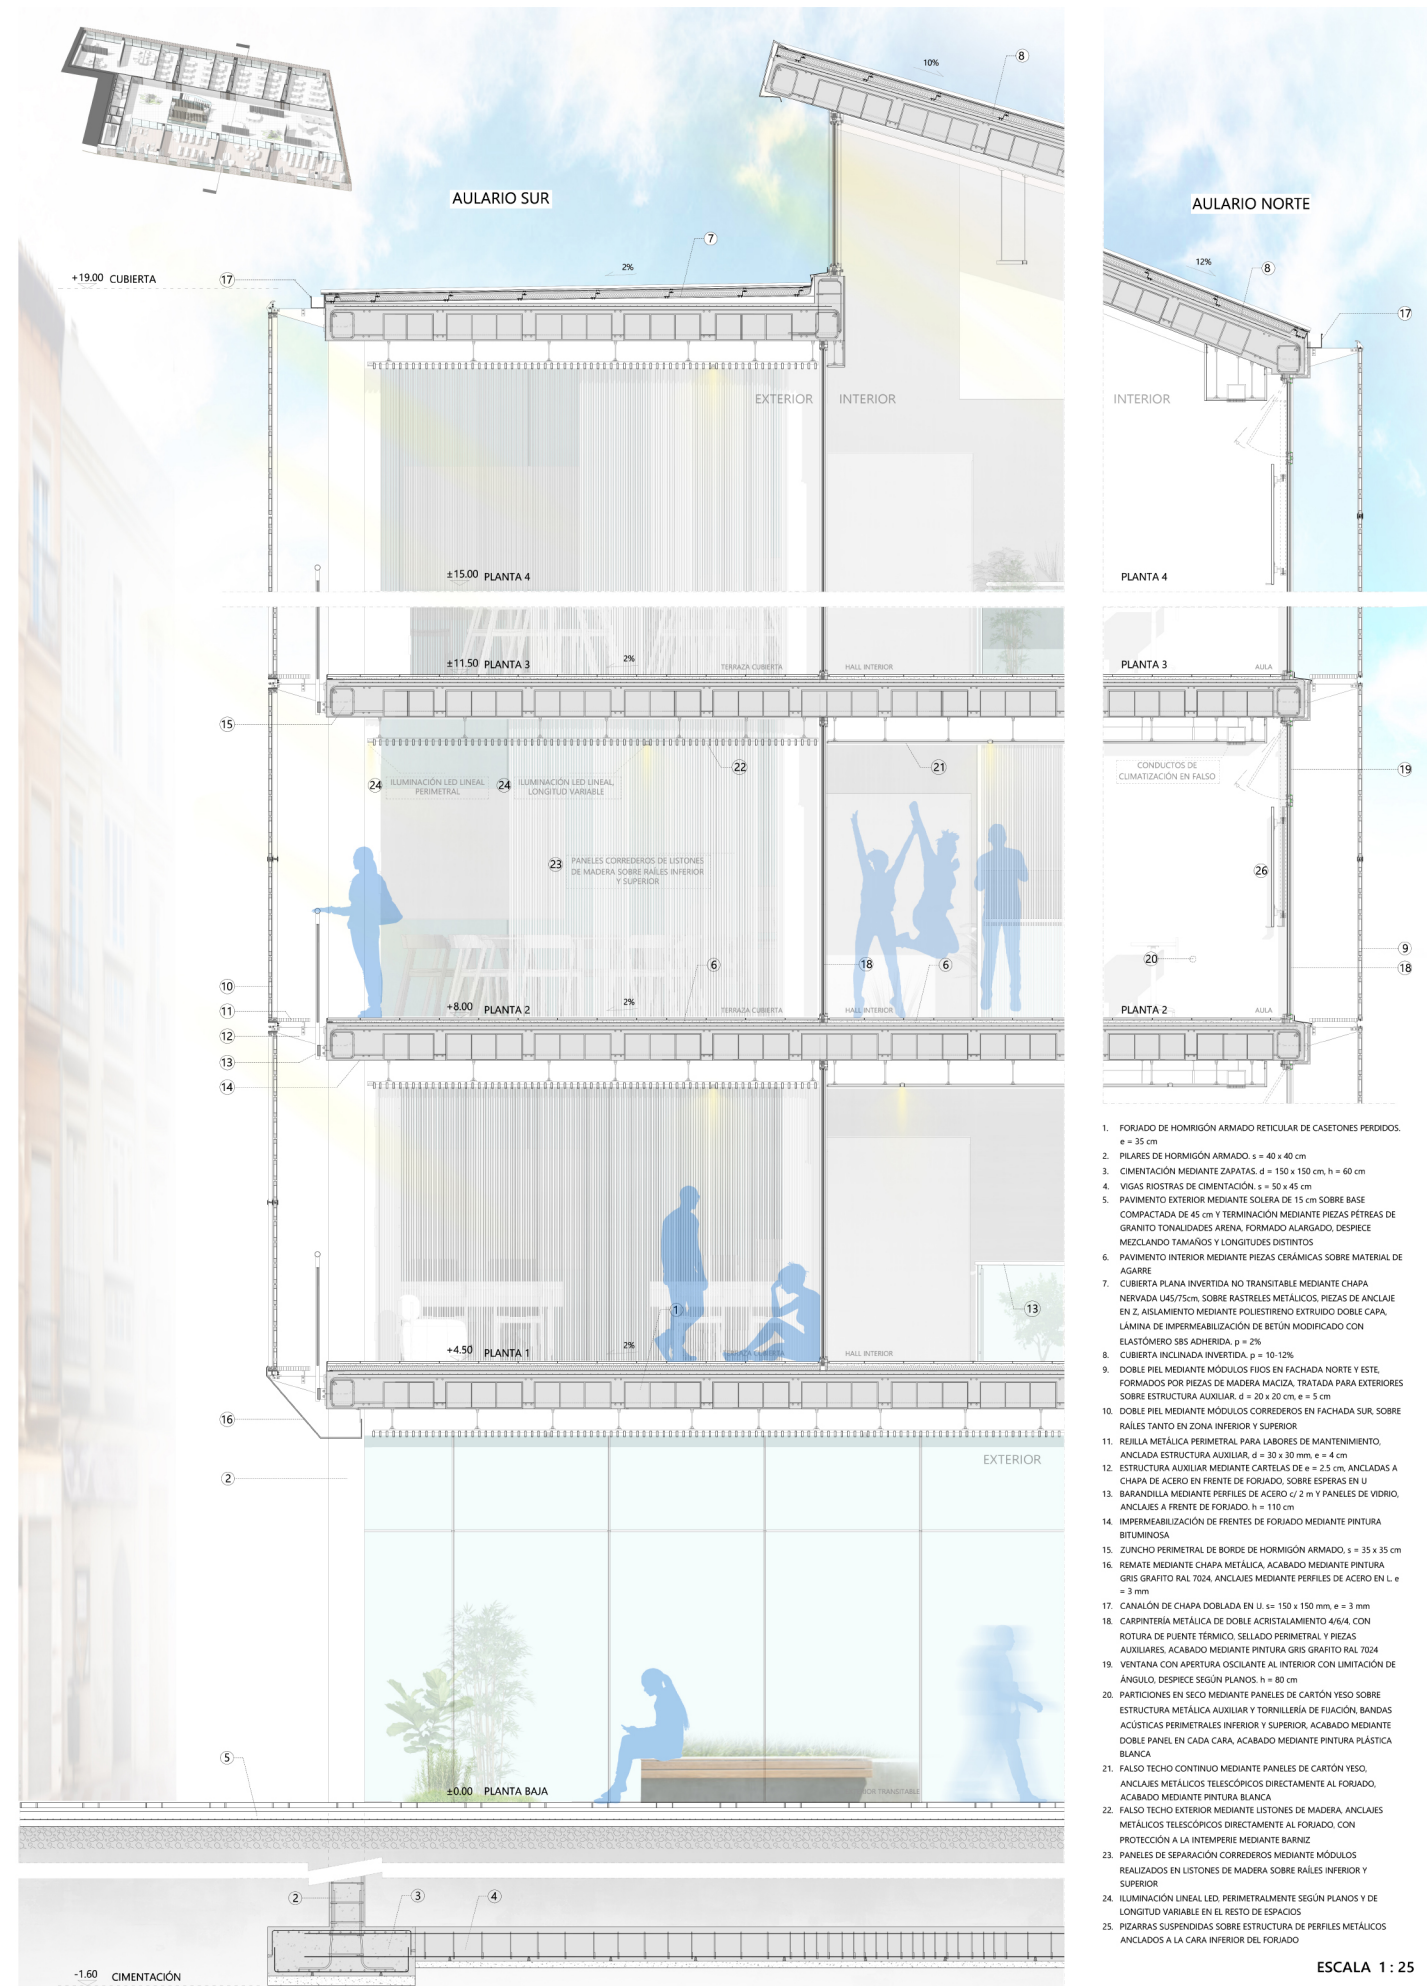 10%
8
AULARIO SUR
AULARIO NORTE
7
2%
12%
8
+19.00 CUBIERTA
17
17
EXTERIOR
INTERIOR
INTERIOR
±15.00 PLANTA 4
PLANTA 4
±11.50 PLANTA 3
2%
TERRAZA CUBIERTA
HALL INTERIOR
PLANTA 3
AULA
15
22
21
19
24
ILUMINACIÓN LED LINEAL
PERIMETRAL
24
ILUMINACIÓN LED LINEAL,
LONGITUD VARIABLE
CONDUCTOS DE
CLIMATIZACIÓN EN FALSO
23
PANELES CORREDEROS DE LISTONES
DE MADERA SOBRE RAÍLES INFERIOR
Y SUPERIOR
26
9
20
6
18
6
18
10
11
+8.00 PLANTA 2
2%
TERRAZA CUBIERTA
HALL INTERIOR
PLANTA 2
AULA
12
13
14
1
13
+4.50 PLANTA 1
2%
TERRAZA CUBIERTA
HALL INTERIOR
16
EXTERIOR
2
5
±0.00 PLANTA BAJA
TRANSITABLE
2
3
4
-1.60 CIMENTACIÓN
1. FORJADO DE HOMRIGÓN ARMADO RETICULAR DE CASETONES PERDIDOS.
e = 35 cm
2. PILARES DE HORMIGÓN ARMADO. s = 40 x 40 cm
3. CIMENTACIÓN MEDIANTE ZAPATAS. d = 150 x 150 cm, h = 60 cm
4. VIGAS RIOSTRAS DE CIMENTACIÓN. s = 50 x 45 cm
5. PAVIMENTO EXTERIOR MEDIANTE SOLERA DE 15 cm SOBRE BASE
COMPACTADA DE 45 cm Y TERMINACIÓN MEDIANTE PIEZAS PÉTREAS DE
GRANITO TONALIDADES ARENA, FORMADO ALARGADO, DESPIECE
MEZCLANDO TAMAÑOS Y LONGITUDES DISTINTOS
6. PAVIMENTO INTERIOR MEDIANTE PIEZAS CERÁMICAS SOBRE MATERIAL DE
AGARRE
7. CUBIERTA PLANA INVERTIDA NO TRANSITABLE MEDIANTE CHAPA
NERVADA U45/75cm, SOBRE RASTRELES METÁLICOS, PIEZAS DE ANCLAJE
EN Z, AISLAMIENTO MEDIANTE POLIESTIRENO EXTRUIDO DOBLE CAPA,
LÁMINA DE IMPERMEABILIZACIÓN DE BETÚN MODIFICADO CON
ELASTÓMERO SBS ADHERIDA. p = 2%
8. CUBIERTA INCLINADA INVERTIDA. p = 10-12%
9. DOBLE PIEL MEDIANTE MÓDULOS FIJOS EN FACHADA NORTE Y ESTE,
FORMADOS POR PIEZAS DE MADERA MACIZA, TRATADA PARA EXTERIORES
SOBRE ESTRUCTURA AUXILIAR. d = 20 x 20 cm, e = 5 cm
10. DOBLE PIEL MEDIANTE MÓDULOS CORREDEROS EN FACHADA SUR, SOBRE
RAÍLES TANTO EN ZONA INFERIOR Y SUPERIOR
11. REJILLA METÁLICA PERIMETRAL PARA LABORES DE MANTENIMIENTO,
ANCLADA ESTRUCTURA AUXILIAR, d = 30 x 30 mm, e = 4 cm
12. ESTRUCTURA AUXILIAR MEDIANTE CARTELAS DE e = 2.5 cm, ANCLADAS A
CHAPA DE ACERO EN FRENTE DE FORJADO, SOBRE ESPERAS EN U
13. BARANDILLA MEDIANTE PERFILES DE ACERO c/ 2 m Y PANELES DE VIDRIO,
ANCLAJES A FRENTE DE FORJADO. h = 110 cm
14. IMPERMEABILIZACIÓN DE FRENTES DE FORJADO MEDIANTE PINTURA
BITUMINOSA
15. ZUNCHO PERIMETRAL DE BORDE DE HORMIGÓN ARMADO, s = 35 x 35 cm
16. REMATE MEDIANTE CHAPA METÁLICA, ACABADO MEDIANTE PINTURA
GRIS GRAFITO RAL 7024, ANCLAJES MEDIANTE PERFILES DE ACERO EN L. e
= 3 mm
17. CANALÓN DE CHAPA DOBLADA EN U. s= 150 x 150 mm, e = 3 mm
18. CARPINTERÍA METÁLICA DE DOBLE ACRISTALAMIENTO 4/6/4, CON
ROTURA DE PUENTE TÉRMICO, SELLADO PERIMETRAL Y PIEZAS
AUXILIARES. ACABADO MEDIANTE PINTURA GRIS GRAFITO RAL 7024
19. VENTANA CON APERTURA OSCILANTE AL INTERIOR CON LIMITACIÓN DE
ÁNGULO, DESPIECE SEGÚN PLANOS. h = 80 cm
20. PARTICIONES EN SECO MEDIANTE PANELES DE CARTÓN YESO SOBRE
ESTRUCTURA METÁLICA AUXILIAR Y TORNILLERÍA DE FIJACIÓN, BANDAS
ACÚSTICAS PERIMETRALES INFERIOR Y SUPERIOR, ACABADO MEDIANTE
DOBLE PANEL EN CADA CARA, ACABADO MEDIANTE PINTURA PLÁSTICA
BLANCA
21. FALSO TECHO CONTINUO MEDIANTE PANELES DE CARTÓN YESO,
ANCLAJES METÁLICOS TELESCÓPICOS DIRECTAMENTE AL FORJADO,
ACABADO MEDIANTE PINTURA BLANCA
22. FALSO TECHO EXTERIOR MEDIANTE LISTONES DE MADERA, ANCLAJES
METÁLICOS TELESCÓPICOS DIRECTAMENTE AL FORJADO, CON
PROTECCIÓN A LA INTEMPERIE MEDIANTE BARNIZ
23. PANELES DE SEPARACIÓN CORREDEROS MEDIANTE MÓDULOS
REALIZADOS EN LISTONES DE MADERA SOBRE RAÍLES INFERIOR Y
SUPERIOR
24. ILUMINACIÓN LINEAL LED, PERIMETRALMENTE SEGÚN PLANOS Y DE
LONGITUD VARIABLE EN EL RESTO DE ESPACIOS
25. PIZARRAS SUSPENDIDAS SOBRE ESTRUCTURA DE PERFILES METÁLICOS
ANCLADOS A LA CARA INFERIOR DEL FORJADO
ESCALA 1 : 25